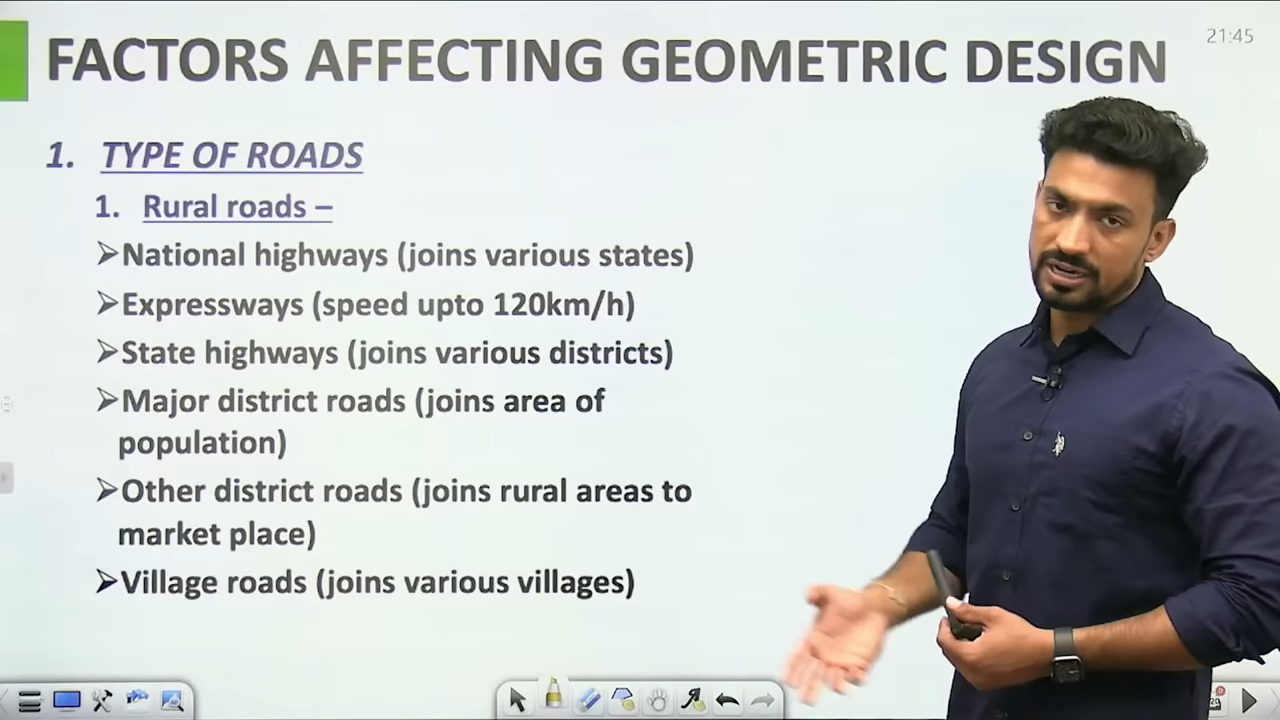 FACTORS AFFECTING GEOMETRIC DESIGN
21:45
1. TYPE OF ROADS
1. Rural roads –
➢National highways (joins various states)
➢Expressways (speed upto 120km/h)
➢State highways (joins various districts)
➢Major district roads (joins area of
population)
➢Other district roads (joins rural areas to
market place)
➢Village roads (joins various villages)